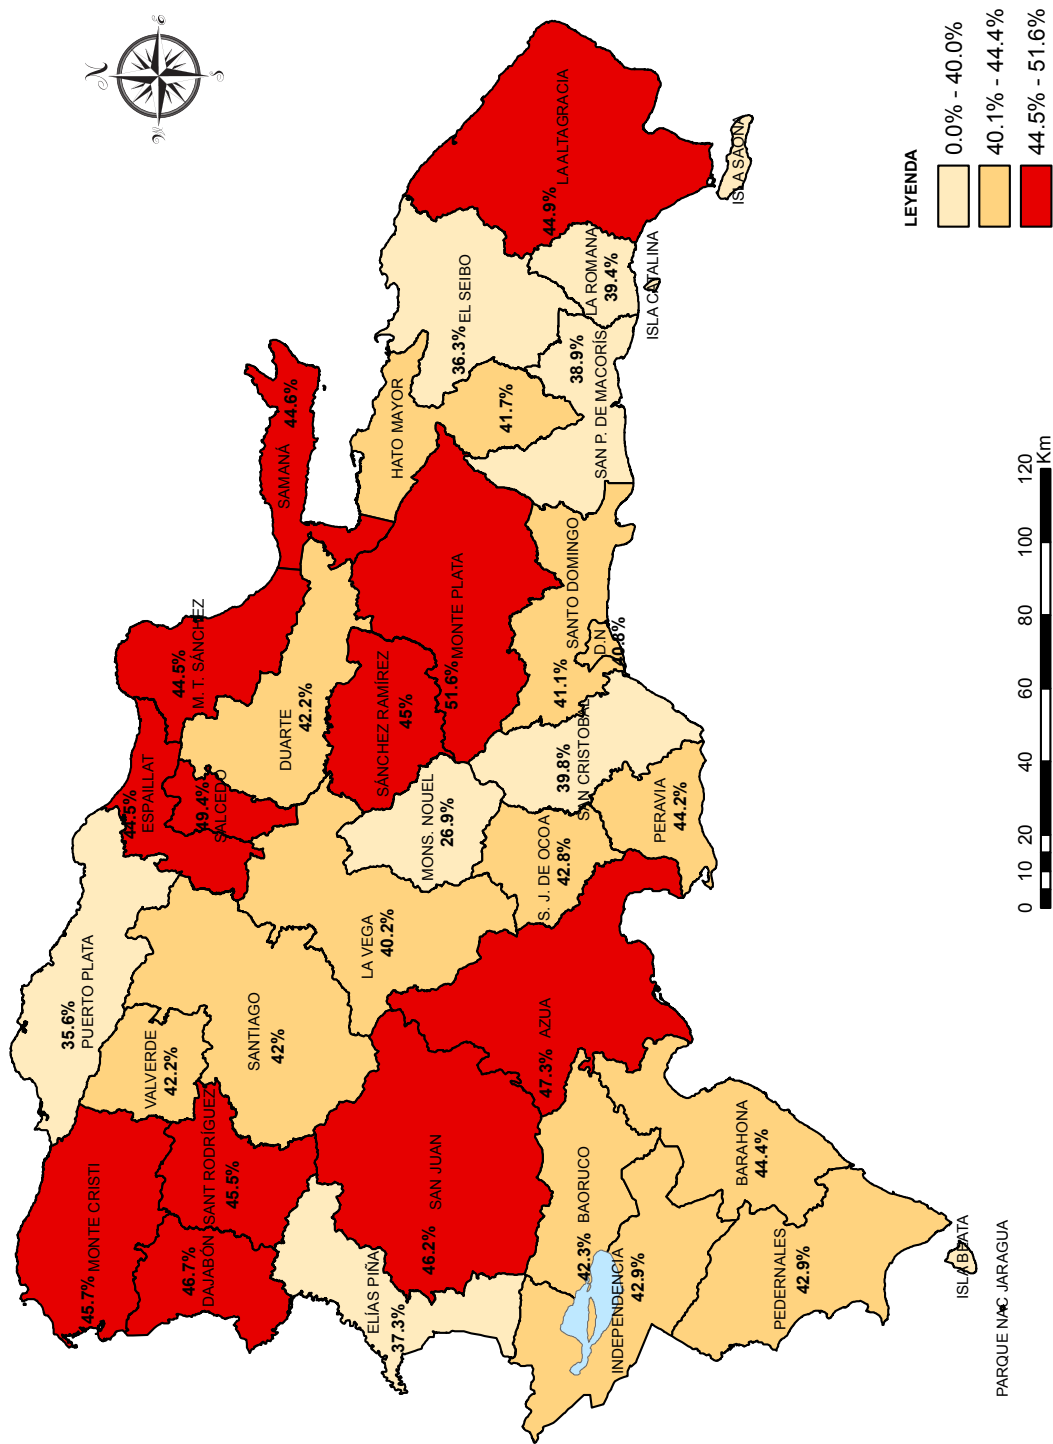 N
E
S
W
PUERTO PLATA
35.6%
MONTE CRISTI
45.7%
VALVERDE
42.2%
ESPAILLAT
44.5%
M. T. SÁNCHEZ
44.5%
SALCEDO
49.4%
DAJABÓN
46.7%
SANT RODRÍGUEZ
45.5%
SANTIAGO
42%
DUARTE
42.2%
SAMANÁ
44.6%
LA VEGA
40.2%
SÁNCHEZ RAMÍREZ
45%
ELÍAS PIÑA
37.3%
SAN JUAN
46.2%
MONS. NOUEL
26.9%
MONTE PLATA
51.6%
HATO MAYOR
41.7%
EL SEIBO
36.3%
LA ALTAGRACIA
44.9%
AZUA
47.3%
S. J. DE OCOA
42.8%
SAN CRISTOBAL
39.8%
SANTO DOMINGO
41.1%
D.N
40.8%
SAN P. DE MACORÍS
38.9%
LA ROMANA
39.4%
BAORUCO
42.3%
INDEPENDENCIA
42.9%
PERAVIA
44.2%
BARAHONA
44.4%
PEDERNALES
42.9%
ISLA CATALINA
ISLA SAONA
ISLA BEATA
PARQUE NAC JARAGUA
LEYENDA
0.0% - 40.0%
40.1% - 44.4%
44.5% - 51.6%
0 10 20 40 60 80 100 120
Km